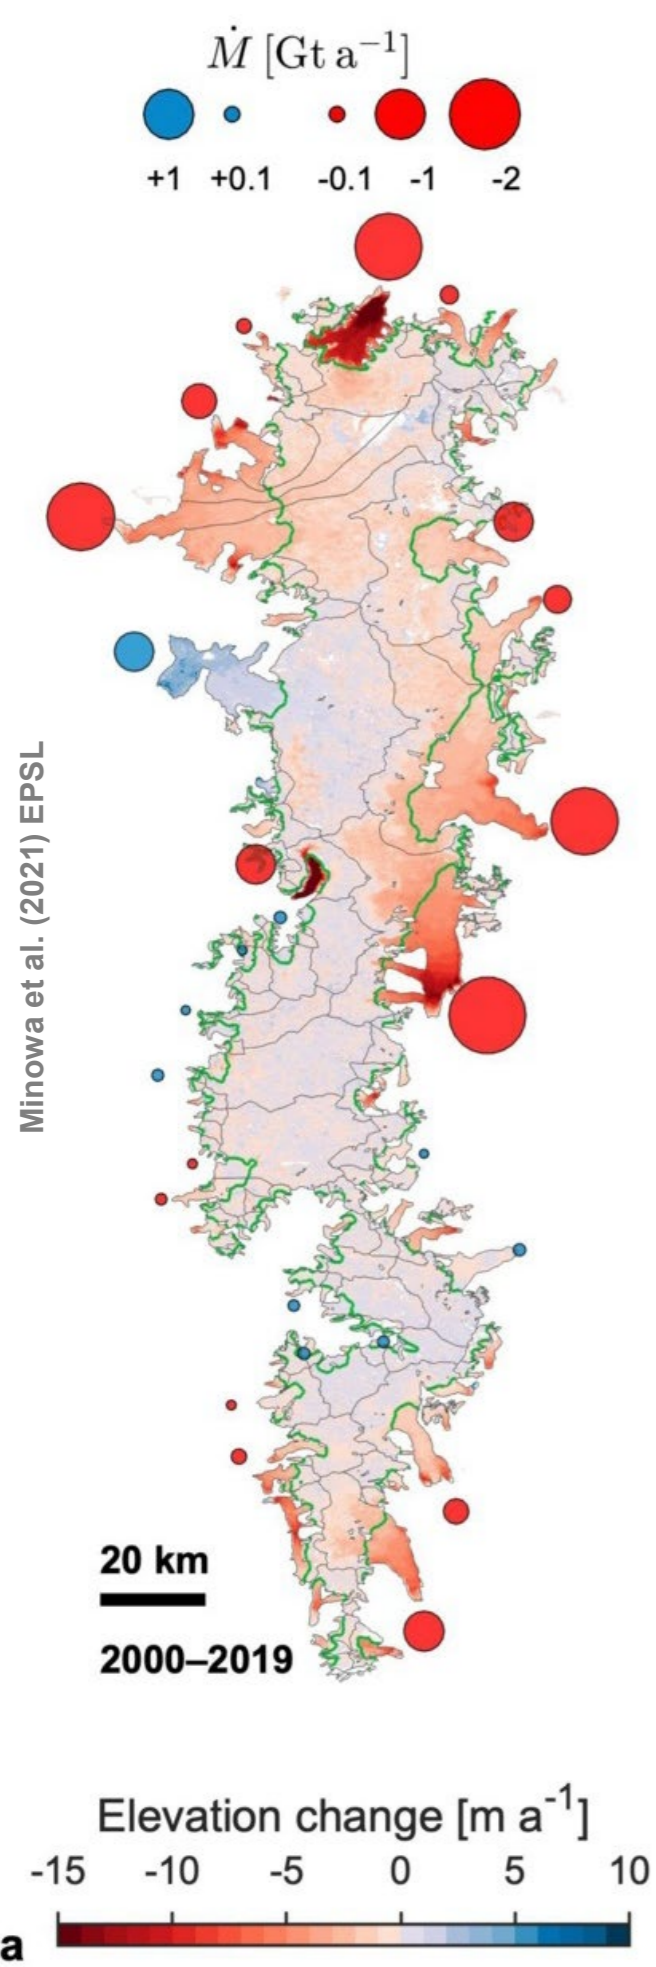 Ṁ [Gt a⁻¹]
+1 +0.1 -0.1 -1 -2
Minowa et al. (2021) EPSL
20 km
2000–2019
Elevation change [m a⁻¹]
-15 -10 -5 0 5 10
a